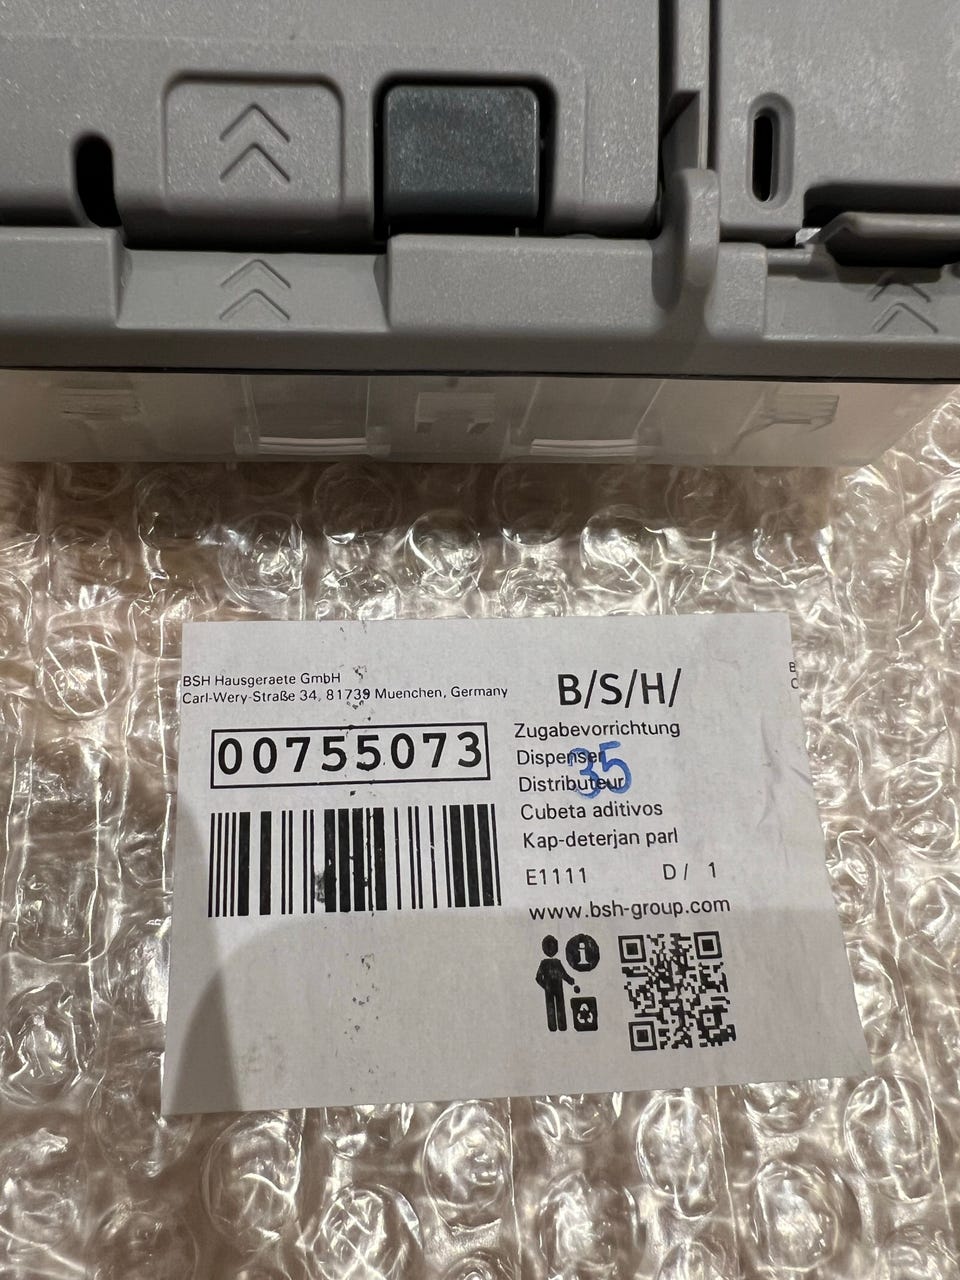 BSH Hausgeraete GmbH
Carl-Wery-Straße 34, 81739 Muenchen, Germany
B/S/H/
00755073
Zugabevorrichtung
Dispenser
35
Distributeur
Cubeta aditivos
Kap-deterjan parl
E1111 D/ 1
www.bsh-group.com
i
B
C